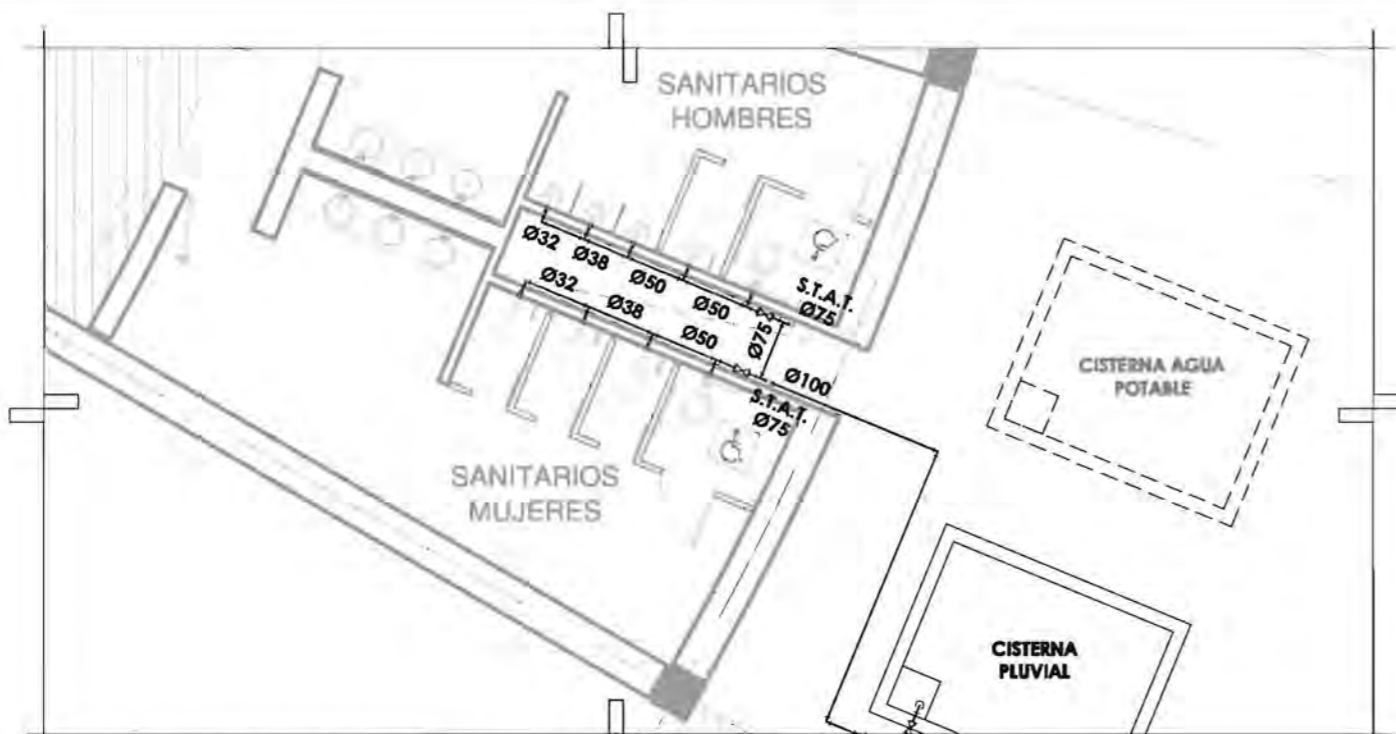 SANITARIOS
HOMBRES
Ø32
Ø38
Ø50
Ø50
S.T.A.T.
Ø75
Ø32
Ø38
Ø50
Ø75
Ø100
S.T.A.T.
Ø75
SANITARIOS
MUJERES
CISTERNA AGUA
POTABLE
CISTERNA
PLUVIAL